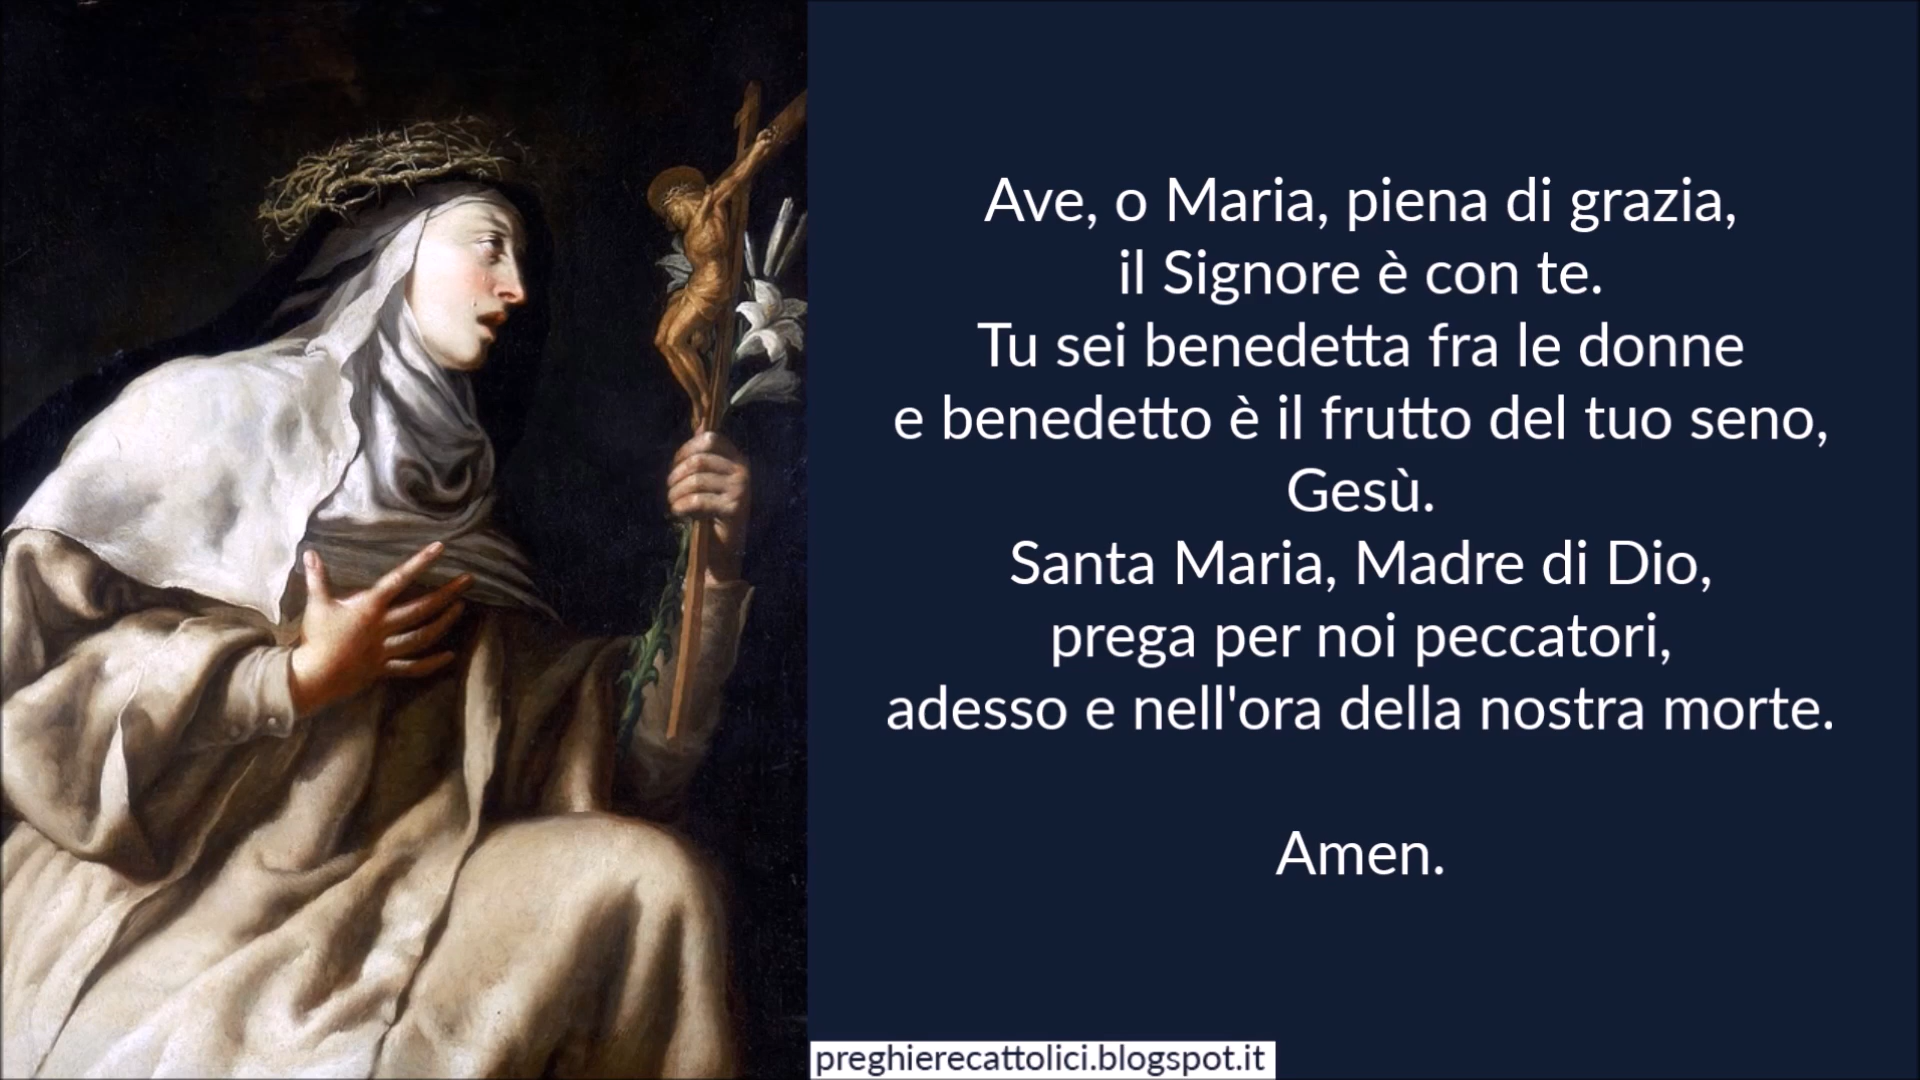 Ave, o Maria, piena di grazia,
il Signore è con te.
Tu sei benedetta fra le donne
e benedetto è il frutto del tuo seno,
Gesù.
Santa Maria, Madre di Dio,
prega per noi peccatori,
adesso e nell'ora della nostra morte.
Amen.
preghierecattolici.blogspot.it